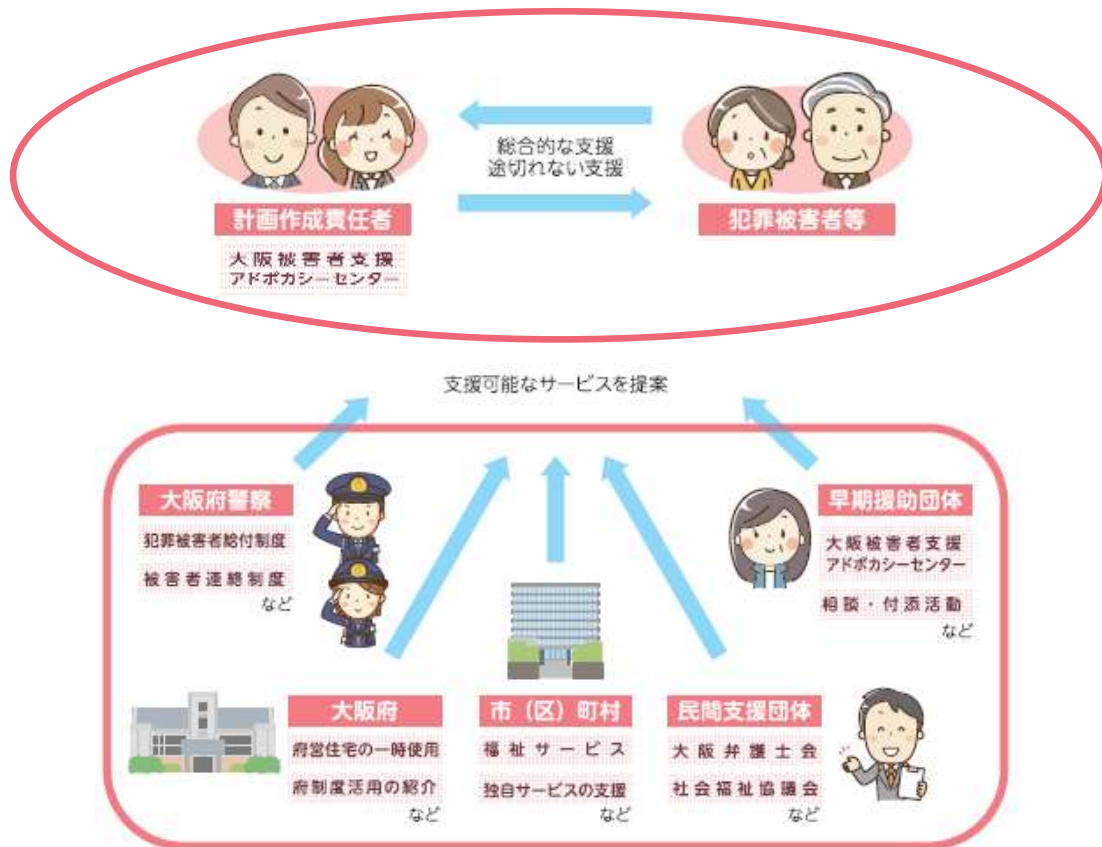 総合的な支援
途切れない支援
計画作成責任者
大阪被害者支援
アドボカシーセンター
犯罪被害者等
支援可能なサービスを提案
大阪府警察
犯罪被害者給付制度
被害者連絡制度
など
早期援助団体
大阪被害者支援
アドボカシーセンター
相談・付添活動
など
大阪府
府営住宅の一時使用
府制度活用の紹介
など
市（区）町村
福祉サービス
独自サービスの支援
など
民間支援団体
大阪弁護士会
社会福祉協議会
など